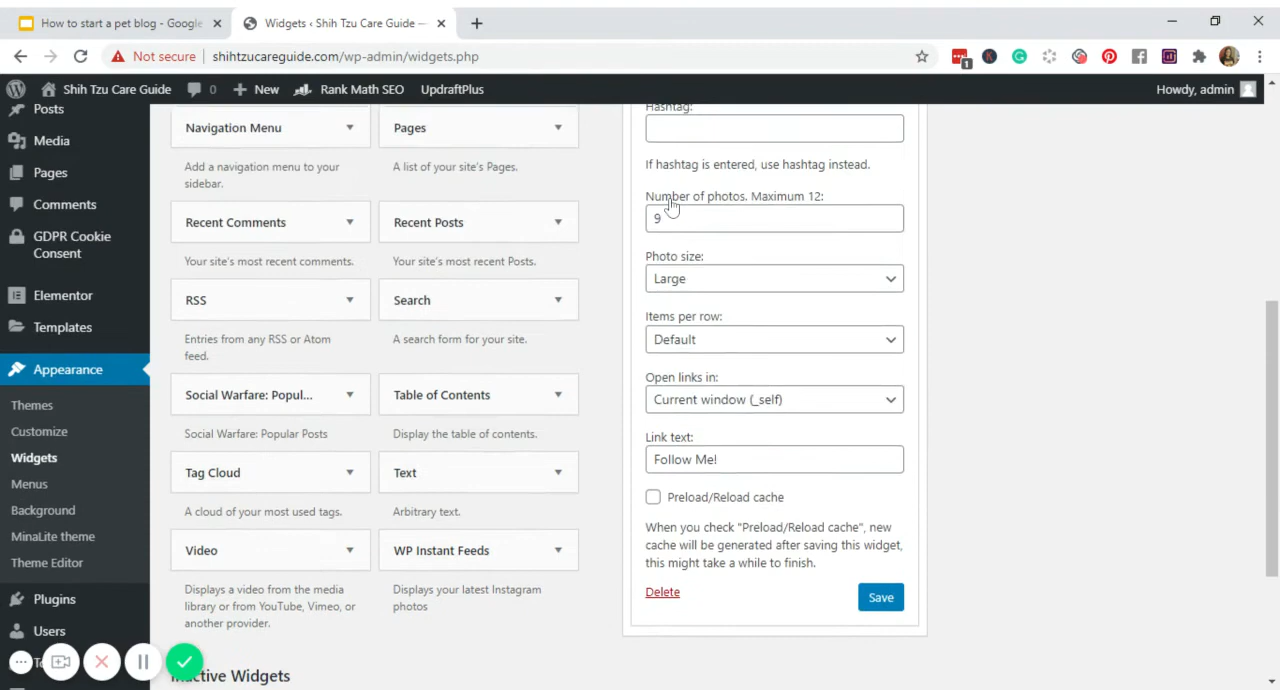 How to start a pet blog - Google
Widgets ‹ Shih Tzu Care Guide —
Not secure
shihtzucareguide.com/wp-admin/widgets.php
1
Shih Tzu Care Guide
0
New
Rank Math SEO
UpdraftPlus
Howdy, admin
Posts
Media
Pages
Comments
GDPR Cookie
Consent
Elementor
Templates
Appearance
Themes
Customize
Widgets
Menus
Background
MinaLite theme
Theme Editor
Plugins
Users
Navigation Menu
Add a navigation menu to your
sidebar.
Pages
A list of your site's Pages.
Recent Comments
Your site's most recent comments.
Recent Posts
Your site's most recent Posts.
RSS
Entries from any RSS or Atom
feed.
Search
A search form for your site.
Social Warfare: Popul...
Social Warfare: Popular Posts
Table of Contents
Display the table of contents.
Tag Cloud
A cloud of your most used tags.
Text
Arbitrary text.
Video
Displays a video from the media
library or from YouTube, Vimeo, or
another provider.
WP Instant Feeds
Displays your latest Instagram
photos
Inactive Widgets
Hashtag:
If hashtag is entered, use hashtag instead.
Number of photos. Maximum 12:
9
Photo size:
Large
Items per row:
Default
Open links in:
Current window (_self)
Link text:
Follow Me!
Preload/Reload cache
When you check "Preload/Reload cache", new
cache will be generated after saving this widget,
this might take a while to finish.
Delete
Save